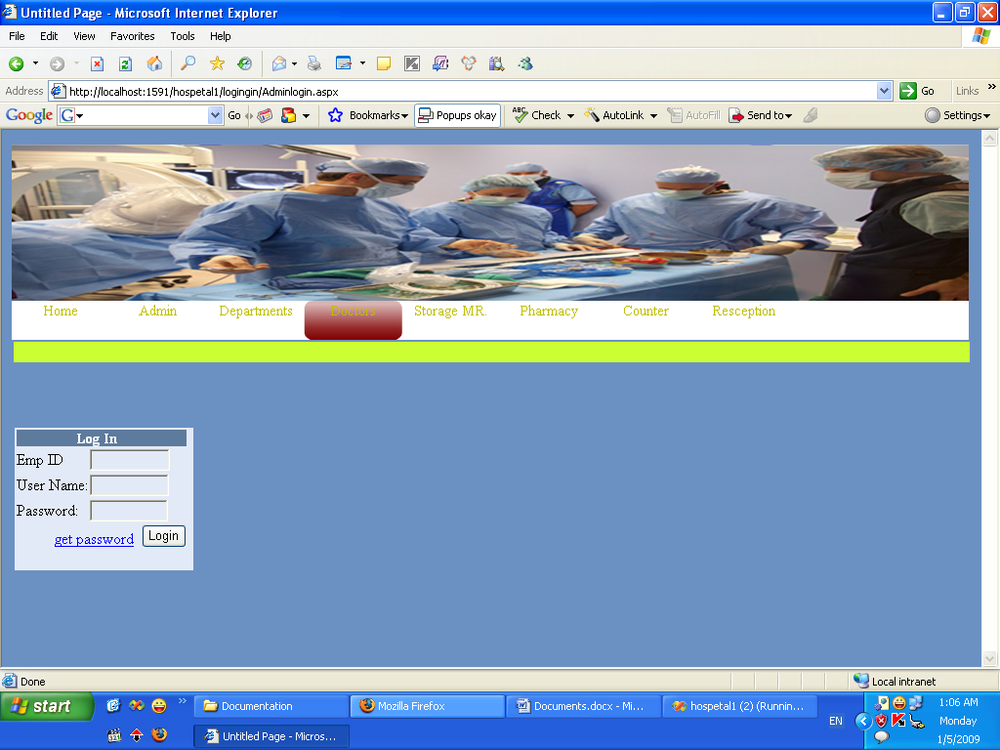 Untitled Page - Microsoft Internet Explorer
File Edit View Favorites Tools Help
Address http://localhost:1591/hospetal1/logingin/Adminlogin.aspx Go Links »
Google G Go Bookmarks Popups okay ABC Check AutoLink AutoFill Send to Settings
Home Admin Departments Doctors Storage MR. Pharmacy Counter Resception
Log In
Emp ID
User Name:
Password:
get password Login
Done Local intranet
start » Documentation Mozilla Firefox Documents.docx - Mi... hospetal1 (2) (Runnin... EN 1:06 AM
Monday
Untitled Page - Micros... 1/5/2009